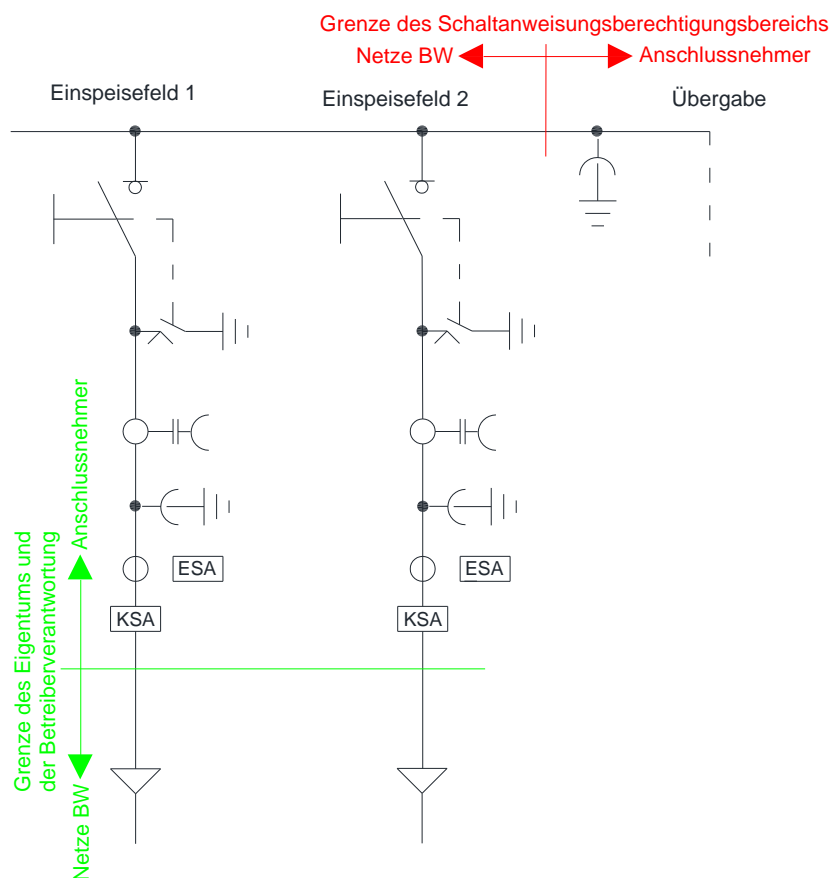 Grenze des Schaltanweisungsberechtigungsbereichs
Netze BW
Anschlussnehmer
Einspeisefeld 1
Einspeisefeld 2
Übergabe
Anschlussnehmer
Grenze des Eigentums und
der Betreiberverantwortung
Netze BW
ESA
ESA
KSA
KSA